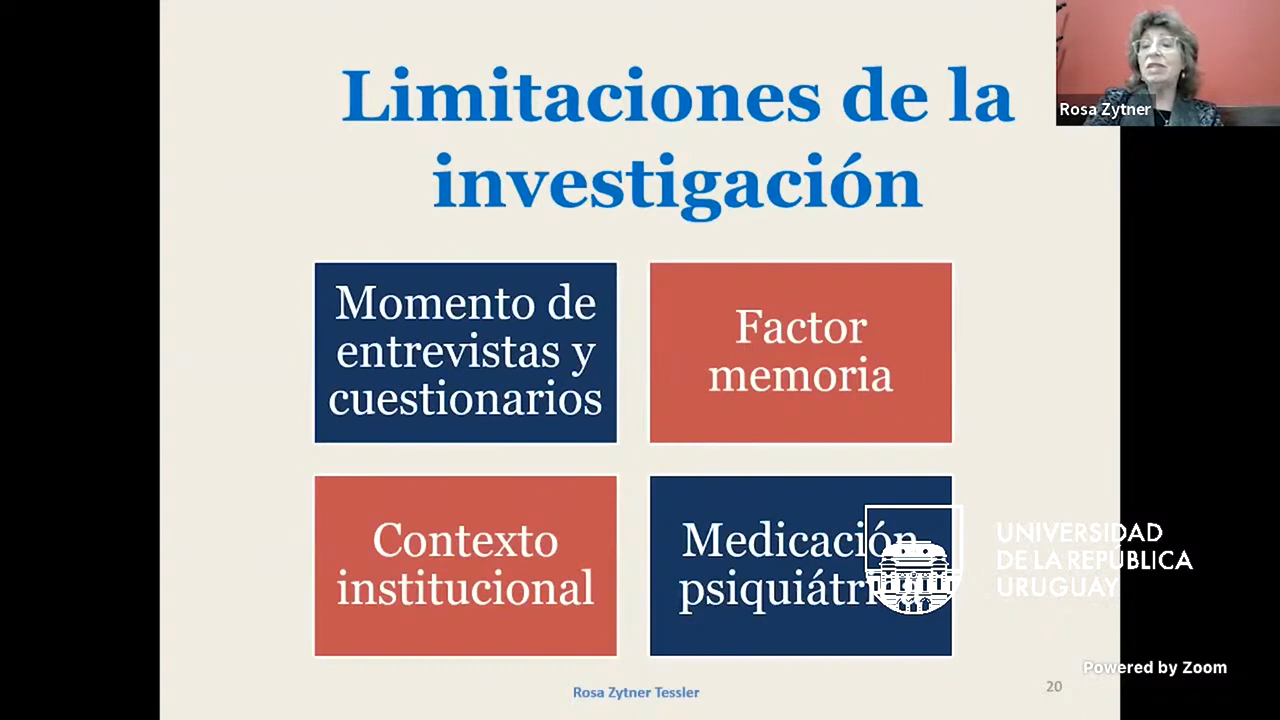 Limitaciones de la
investigación
Rosa Zytner
Momento de
entrevistas y
cuestionarios
Factor
memoria
Contexto
institucional
Medicación
UNIVERSIDAD
DE LA REPÚBLICA
URUGUAY
Powered by Zoom
Rosa Zytner Tessler
20